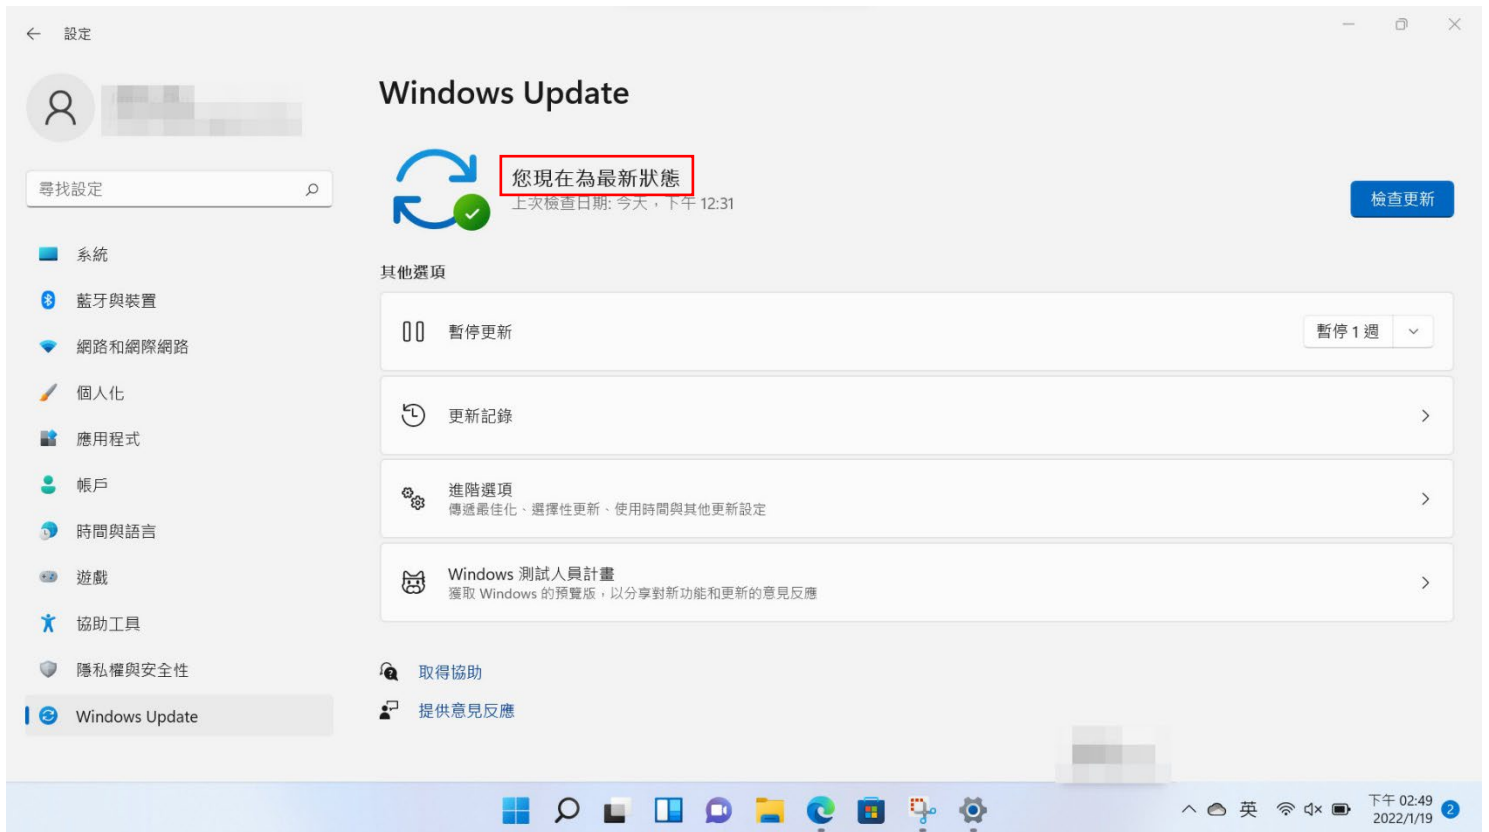 設定
Windows Update
您現在為最新狀態
上次檢查日期: 今天，下午 12:31
檢查更新
尋找設定
系統
藍牙與裝置
網路和網際網路
個人化
應用程式
帳戶
時間與語言
遊戲
協助工具
隱私權與安全性
Windows Update
其他選項
暫停更新
暫停 1 週
更新記錄
進階選項
傳遞最佳化、選擇性更新、使用時間與其他更新設定
Windows 測試人員計畫
獲取 Windows 的預覽版，以分享對新功能和更新的意見反應
取得協助
提供意見反應
英
下午 02:49
2022/1/19
2